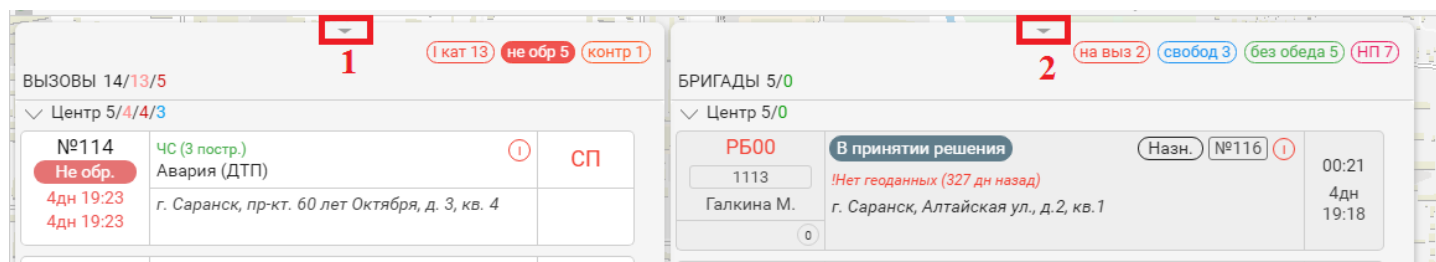 1
I кат 13 не обр 5 контр 1
ВЫЗОВЫ 14/13/5
Центр 5/4/4/3
№114
Не обр.
4дн 19:23
4дн 19:23
ЧС (3 постр.)
Авария (ДТП)
I
г. Саранск, пр-кт. 60 лет Октября, д. 3, кв. 4
СП
2
на выз 2 свобод 3 без обеда 5 НП 7
БРИГАДЫ 5/0
Центр 5/0
РБ00
1113
Галкина М.
0
В принятии решения
Назн. №116 I
!Нет геоданных (327 дн назад)
г. Саранск, Алтайская ул., д.2, кв.1
00:21
4дн
19:18